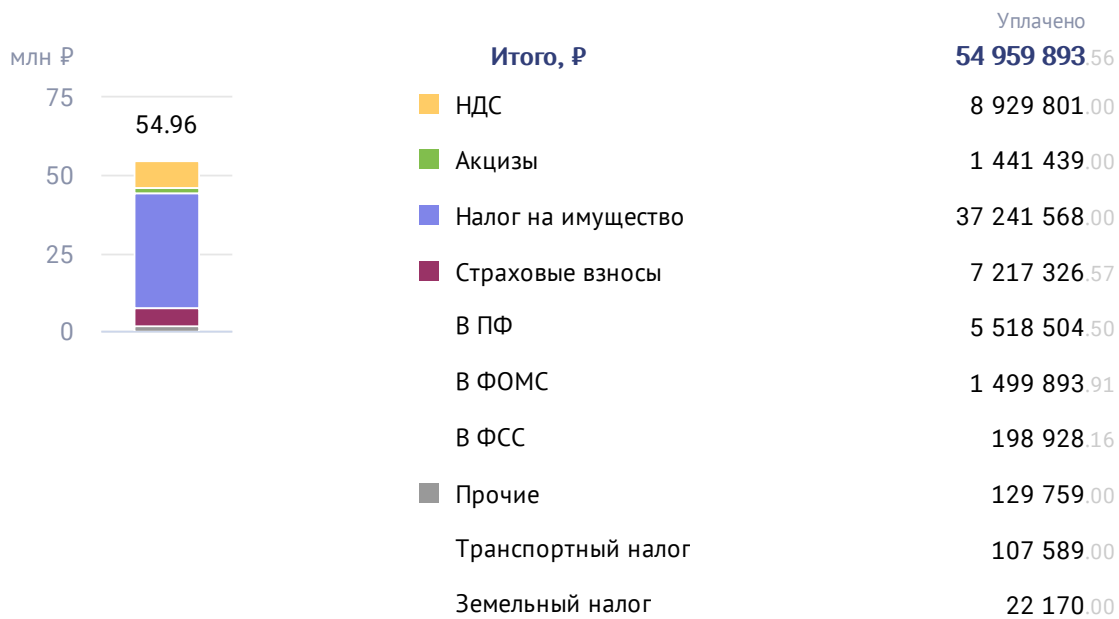 Уплачено
млн ₽
Итого, ₽ 54 959 893.56
75
54.96
НДС 8 929 801.00
50
Акцизы 1 441 439.00
Налог на имущество 37 241 568.00
25
Страховые взносы 7 217 326.57
0
В ПФ 5 518 504.50
В ФОМС 1 499 893.91
В ФСС 198 928.16
Прочие 129 759.00
Транспортный налог 107 589.00
Земельный налог 22 170.00